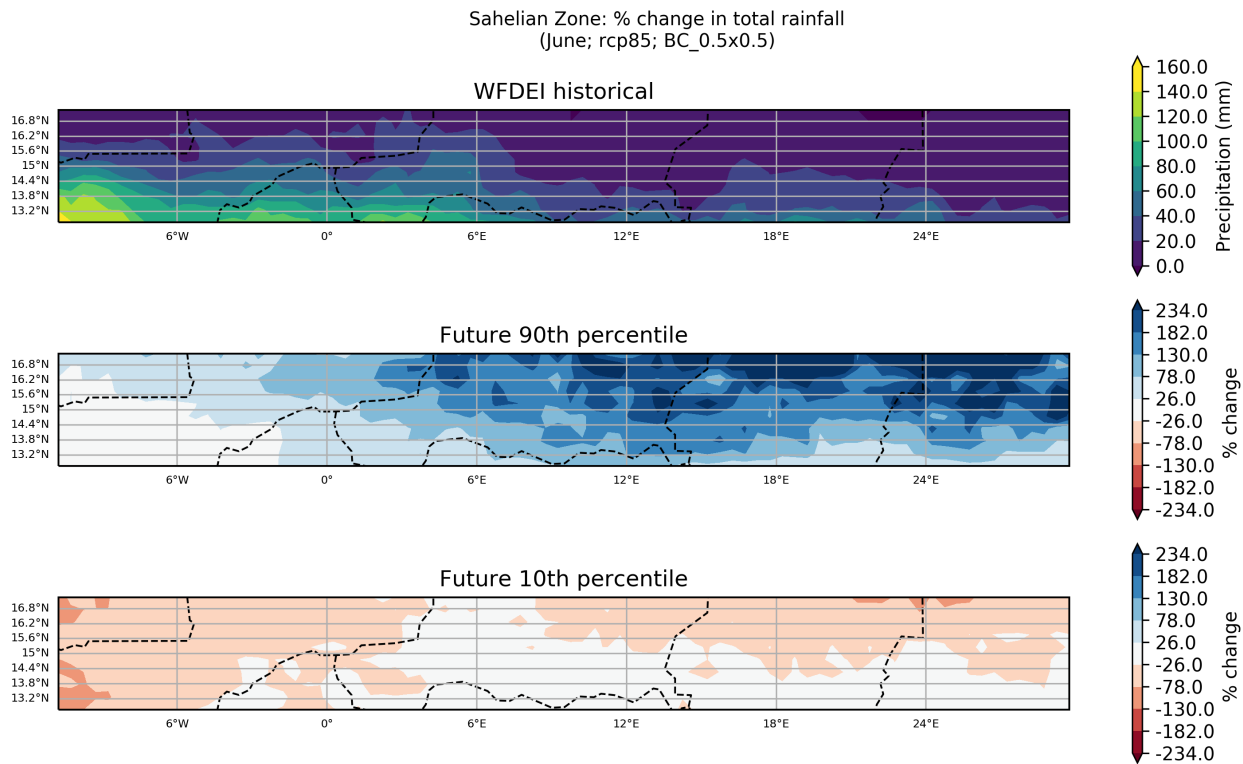 Sahelian Zone: % change in total rainfall
(June; rcp85; BC_0.5x0.5)
WFDEI historical
16.8°N
16.2°N
15.6°N
15°N
14.4°N
13.8°N
13.2°N
6°W
0°
6°E
12°E
18°E
24°E
160.0
140.0
120.0
100.0
80.0
60.0
40.0
20.0
0.0
Precipitation (mm)
Future 90th percentile
16.8°N
16.2°N
15.6°N
15°N
14.4°N
13.8°N
13.2°N
6°W
0°
6°E
12°E
18°E
24°E
234.0
182.0
130.0
78.0
26.0
-26.0
-78.0
-130.0
-182.0
-234.0
% change
Future 10th percentile
16.8°N
16.2°N
15.6°N
15°N
14.4°N
13.8°N
13.2°N
6°W
0°
6°E
12°E
18°E
24°E
234.0
182.0
130.0
78.0
26.0
-26.0
-78.0
-130.0
-182.0
-234.0
% change